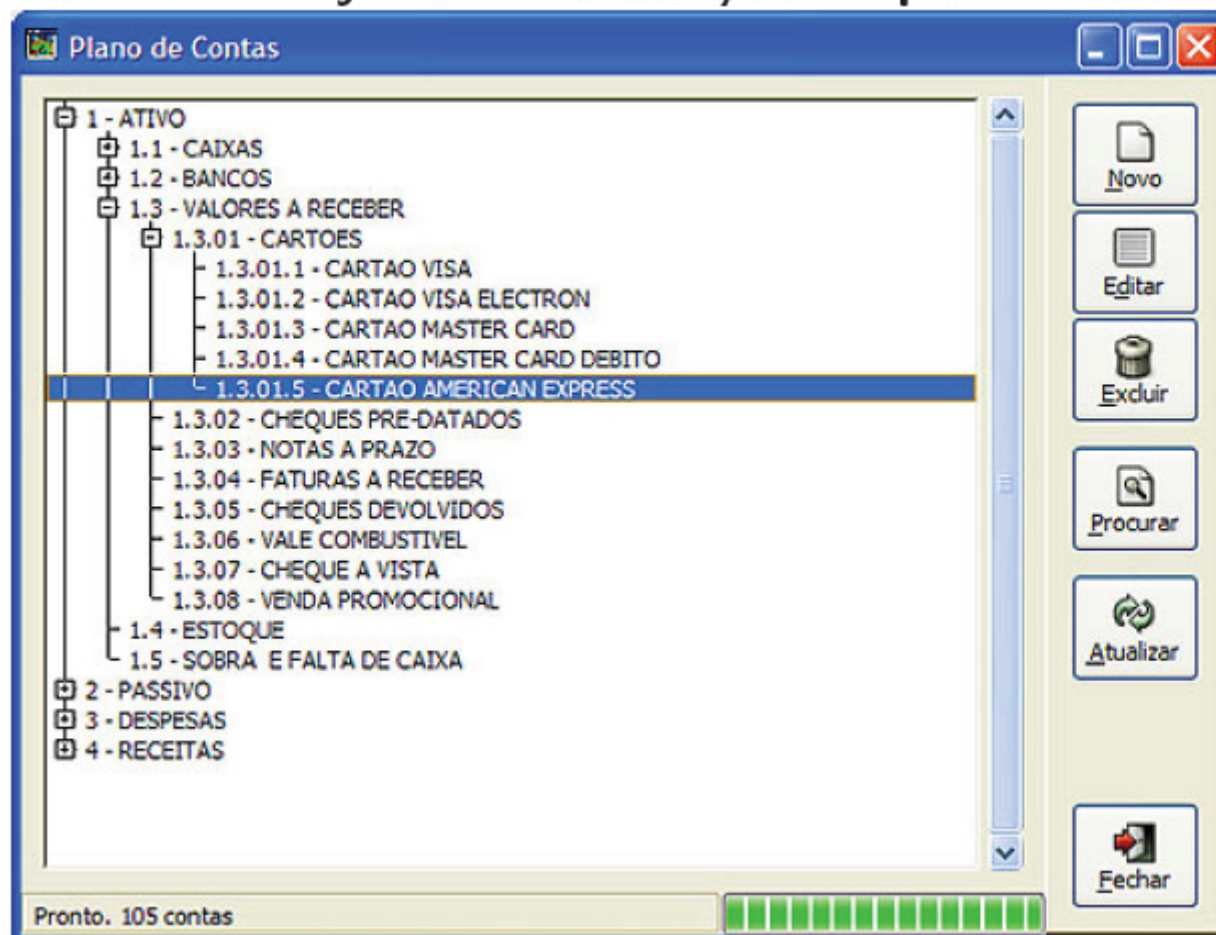 Plano de Contas
1 - ATIVO
1.1 - CAIXAS
1.2 - BANCOS
1.3 - VALORES A RECEBER
1.3.01 - CARTOES
1.3.01.1 - CARTAO VISA
1.3.01.2 - CARTAO VISA ELECTRON
1.3.01.3 - CARTAO MASTER CARD
1.3.01.4 - CARTAO MASTER CARD DEBITO
1.3.01.5 - CARTAO AMERICAN EXPRESS
1.3.02 - CHEQUES PRE-DATADOS
1.3.03 - NOTAS A PRAZO
1.3.04 - FATURAS A RECEBER
1.3.05 - CHEQUES DEVOLVIDOS
1.3.06 - VALE COMBUSTIVEL
1.3.07 - CHEQUE A VISTA
1.3.08 - VENDA PROMOCIONAL
1.4 - ESTOQUE
1.5 - SOBRA E FALTA DE CAIXA
2 - PASSIVO
3 - DESPESAS
4 - RECEITAS
Novo
Editar
Excluir
Procurar
Atualizar
Fechar
Pronto. 105 contas